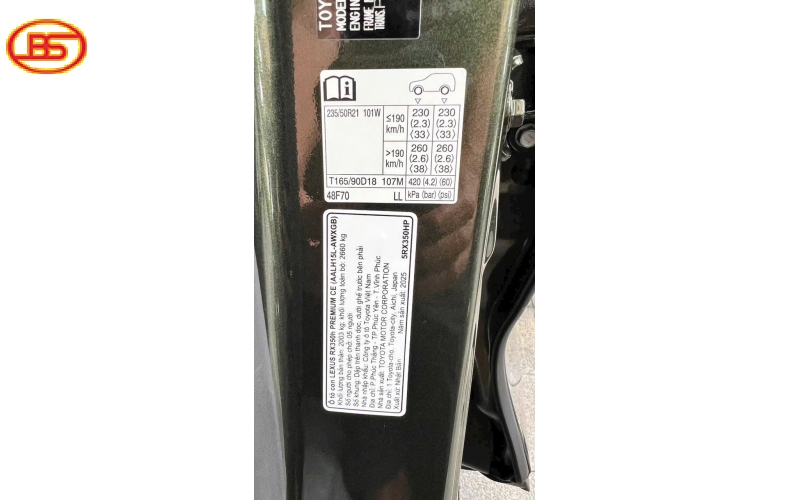 BS
TOYO
MODEL
ENGIN
FRAME
TRANS.
i
235/50R21 101W
≤190 km/h
230 (2.3) ⟨33⟩
230 (2.3) ⟨33⟩
>190 km/h
260 (2.6) ⟨38⟩
260 (2.6) ⟨38⟩
T165/90D18 107M
420 (4.2) ⟨60⟩
48F70
LL
kPa (bar) ⟨psi⟩
Ô tô con LEXUS RX350h PREMIUM CE (AALH15L-AWXGB)
Khối lượng bản thân: 2003 kg; khối lượng toàn bộ: 2660 kg
Số người cho phép chở: 05 người
Số khung: Dập trên thanh dọc, dưới ghế trước bên phải
Nhà nhập khẩu: Công ty ô tô Toyota Việt Nam
Địa chỉ: P.Phúc Thắng - TP.Phúc Yên - T.Vĩnh Phúc
Nhà sản xuất: TOYOTA MOTOR CORPORATION
Địa chỉ: 1 Toyota-cho, Toyota-city, Aichi, Japan
Xuất xứ: Nhật Bản
Năm sản xuất: 2025
5RX350HP